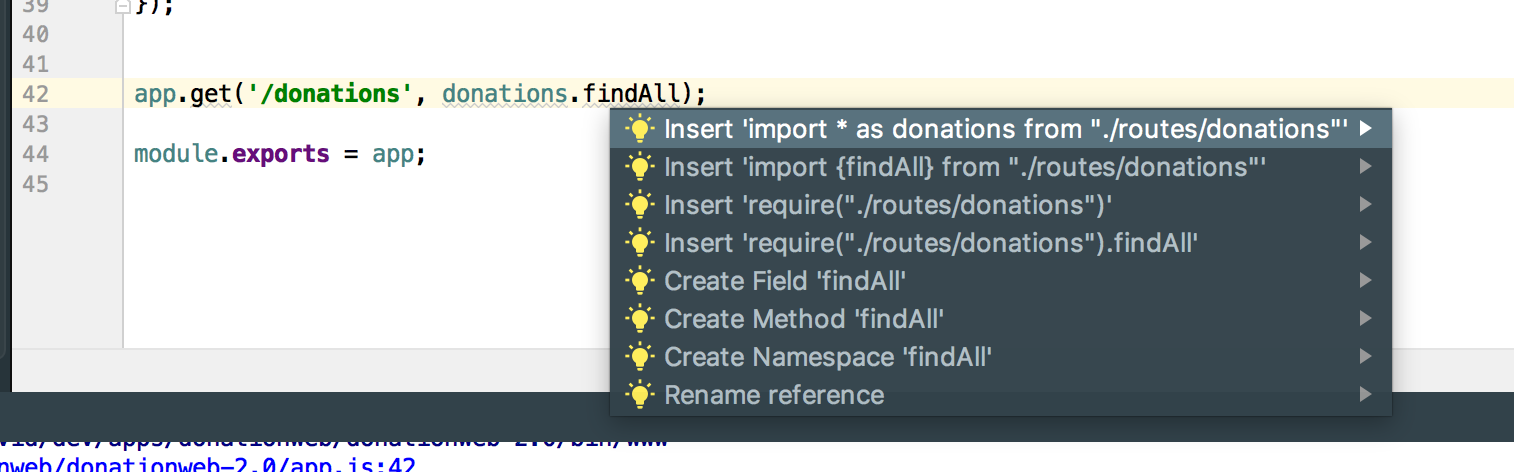 39 });
40
41
42 app.get('/donations', donations.findAll);
43
44 module.exports = app;
45
Insert 'import * as donations from "./routes/donations"'
Insert 'import {findAll} from "./routes/donations"'
Insert 'require("./routes/donations")'
Insert 'require("./routes/donations").findAll'
Create Field 'findAll'
Create Method 'findAll'
Create Namespace 'findAll'
Rename reference
vid/dev/apps/donationweb/donationweb-2.0/bin/www
nweb/donationweb-2.0/app.js:42